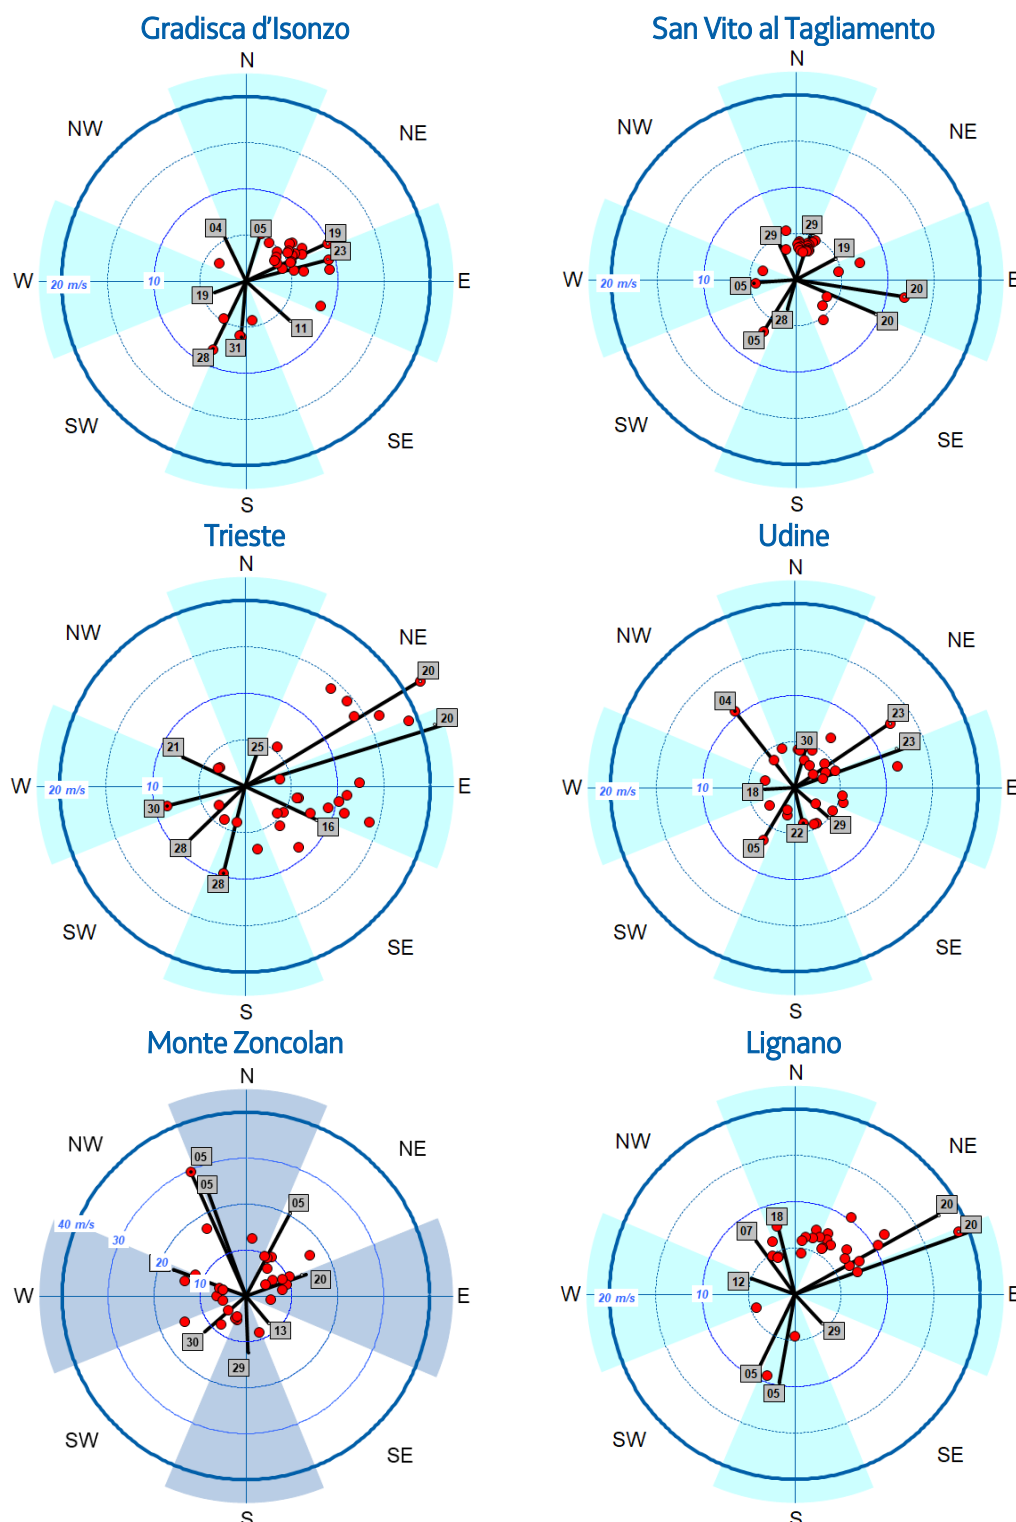 Gradisca d'Isonzo
N
NW
NE
04
05
19
23
W
20 m/s
10
E
19
11
28
31
SW
SE
S
San Vito al Tagliamento
N
NW
NE
29
29
19
W
20 m/s
10
05
20
E
28
20
05
SW
SE
S
Trieste
N
NW
NE
20
20
21
25
W
20 m/s
10
E
30
16
28
28
SW
SE
S
Udine
N
NW
NE
04
23
30
23
W
20 m/s
10
18
E
22
29
05
SW
SE
S
Monte Zoncolan
N
NW
NE
05
05
05
40 m/s
30
20
10
20
W
E
30
13
29
SW
SE
S
Lignano
N
NW
NE
18
07
20
20
12
W
20 m/s
10
E
29
05
05
SW
SE
S